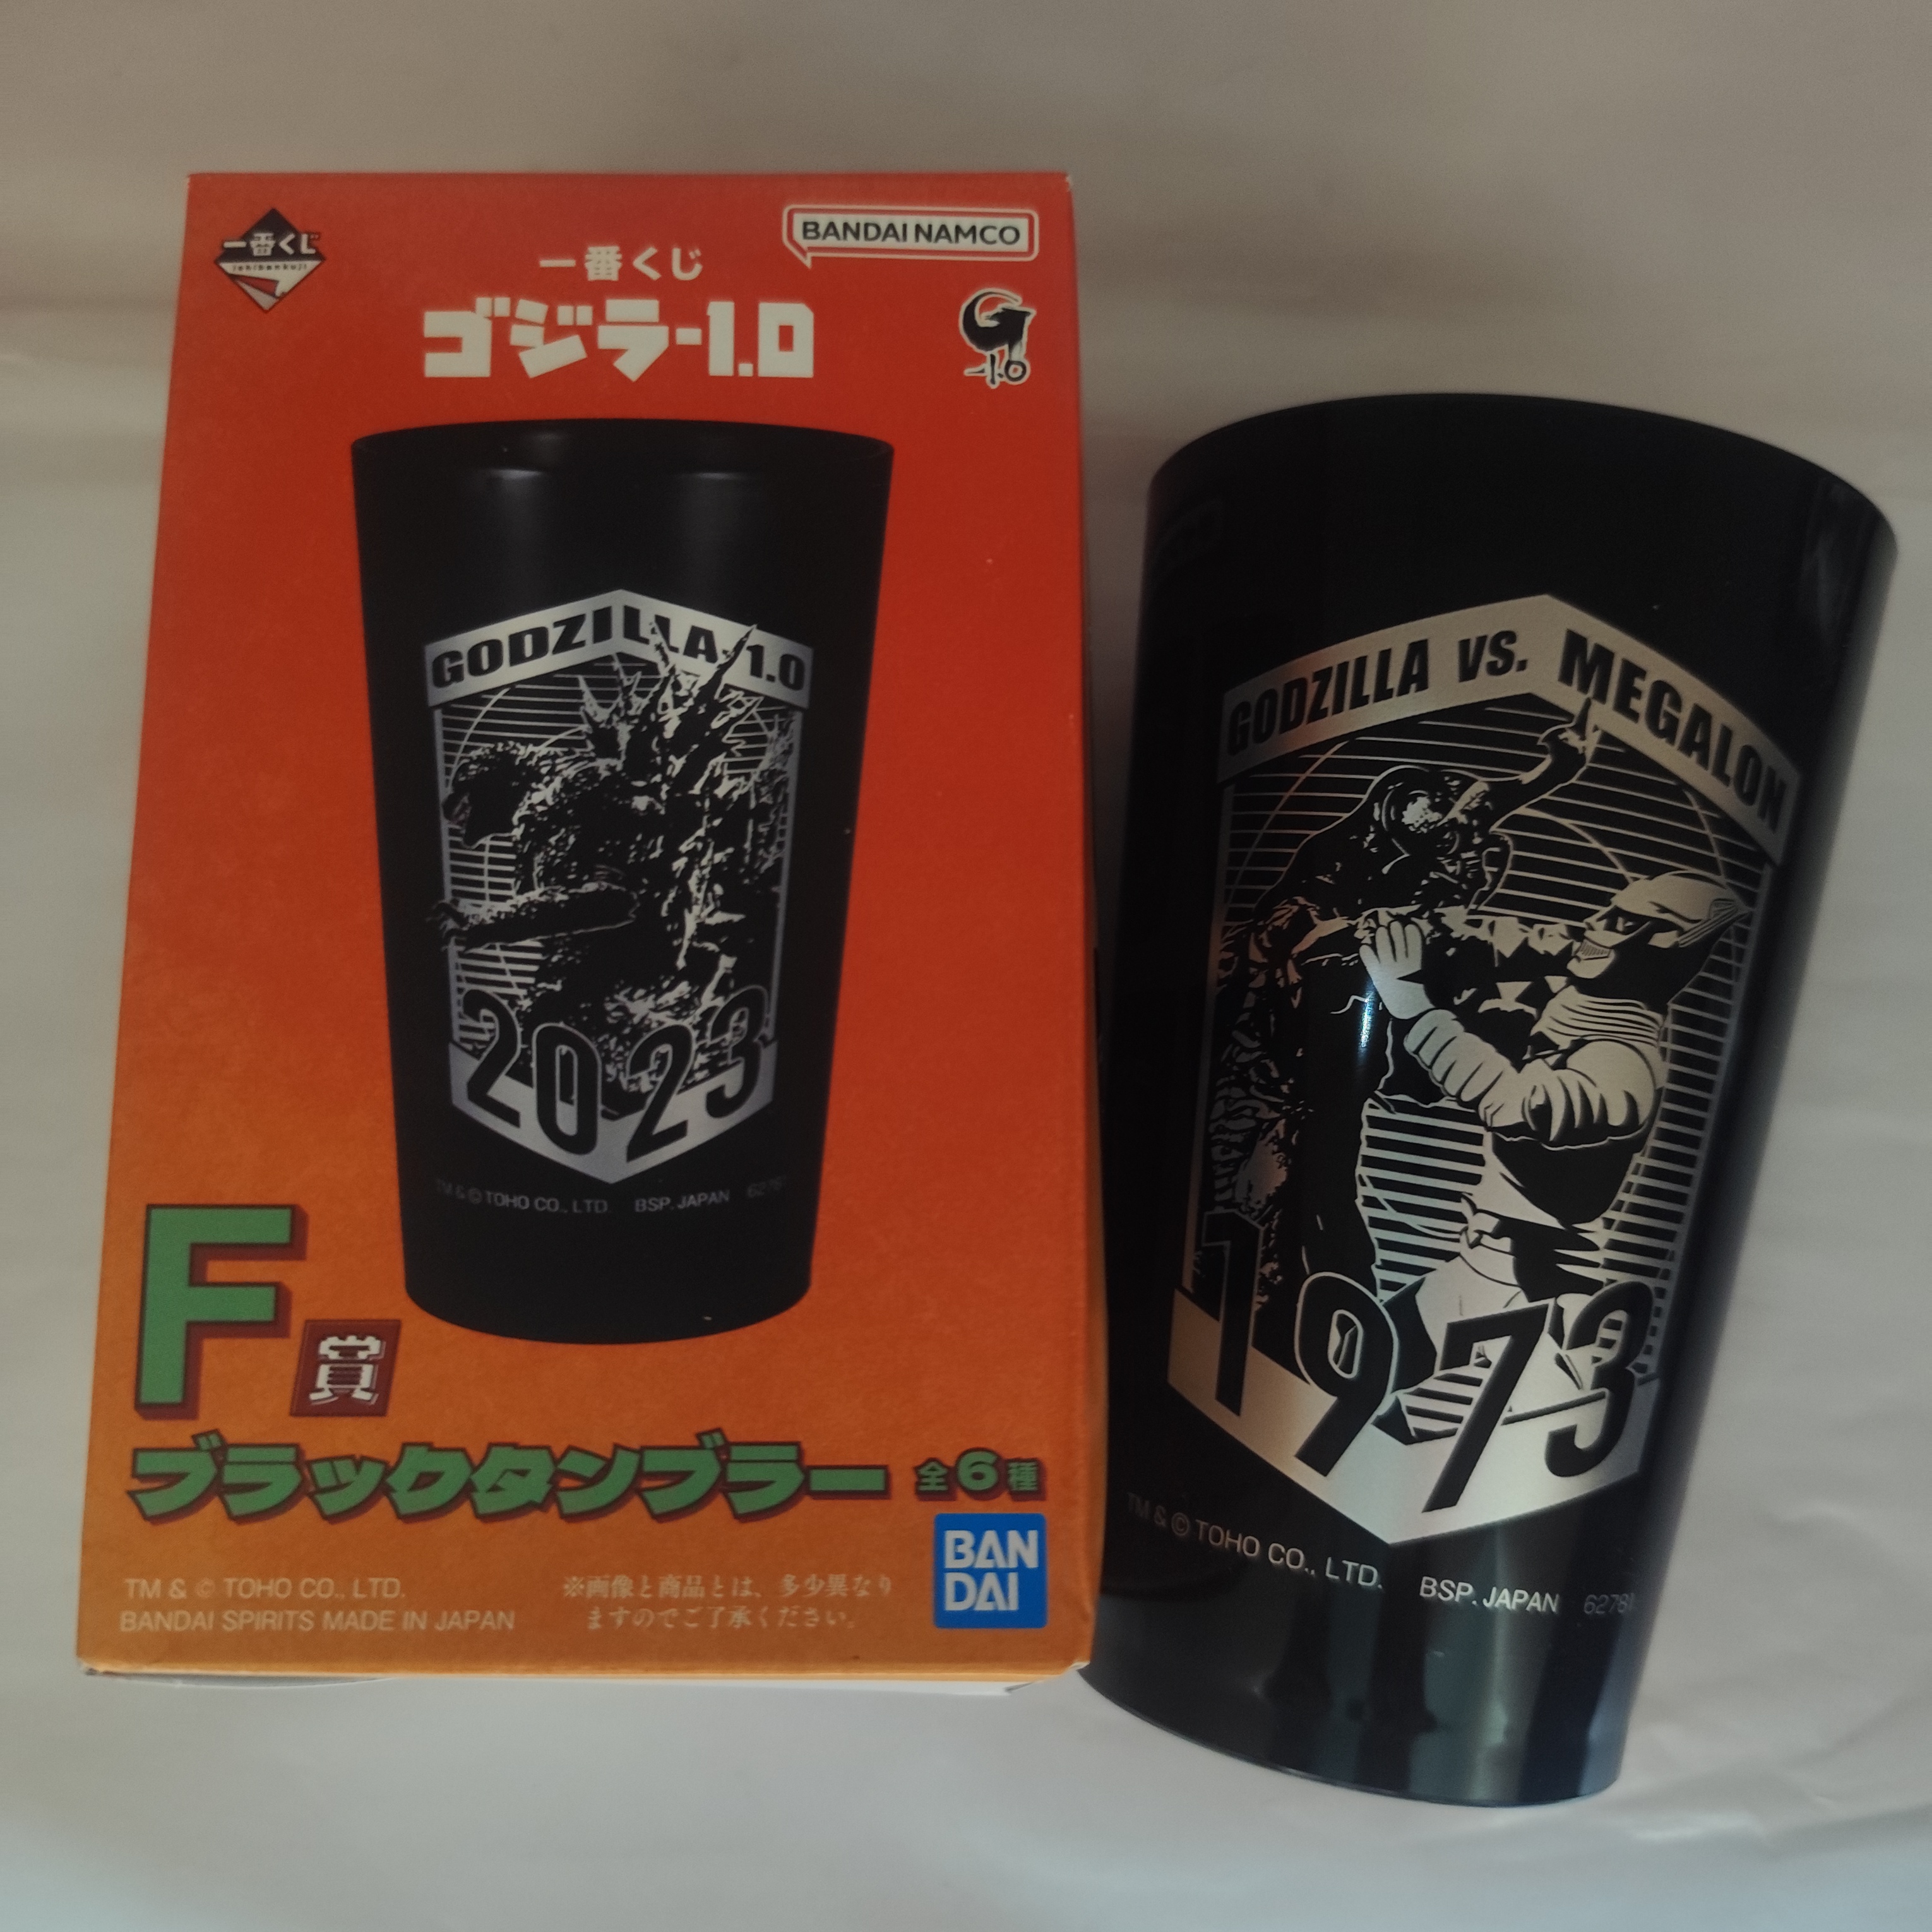 一番くじ
ichibankuji
BANDAI NAMCO
一番くじ
ゴジラ-1.0
G
-1.0
GODZILLA-1.0
2023
TM & © TOHO CO., LTD. BSP. JAPAN
F
賞
ブラックタンブラー 全6種
TM & © TOHO CO., LTD.
BANDAI SPIRITS MADE IN JAPAN
※画像と商品とは、多少異なり
ますのでご了承ください。
BAN
DAI
GODZILLA VS. MEGALON
1973
TM & © TOHO CO., LTD. BSP. JAPAN